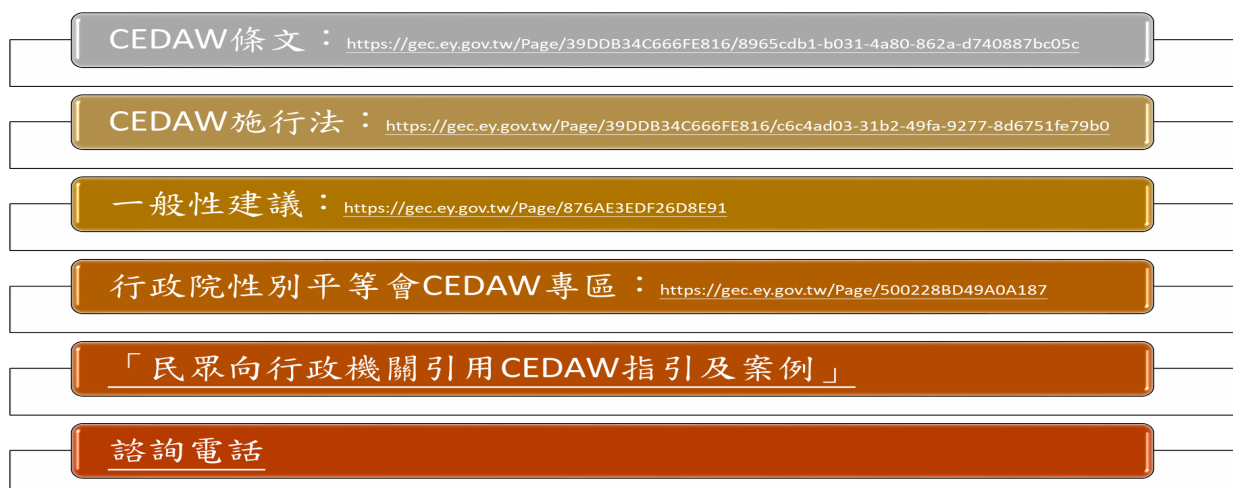 CEDAW條文：https://gec.ey.gov.tw/Page/39DDB34C666FE816/8965cdb1-b031-4a80-862a-d740887bc05c
CEDAW施行法：https://gec.ey.gov.tw/Page/39DDB34C666FE816/c6c4ad03-31b2-49fa-9277-8d6751fe79b0
一般性建議：https://gec.ey.gov.tw/Page/876AE3EDF26D8E91
行政院性別平等會CEDAW專區：https://gec.ey.gov.tw/Page/500228BD49A0A187
「民眾向行政機關引用CEDAW指引及案例」
諮詢電話